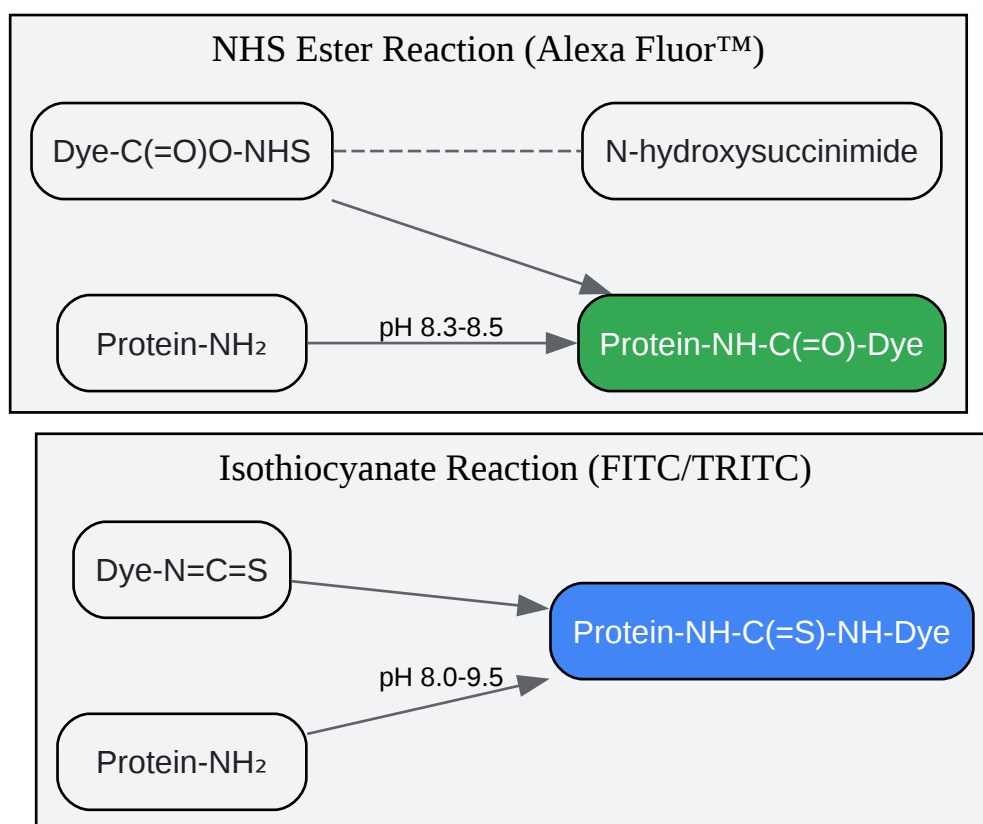 NHS Ester Reaction (Alexa Fluor™)
Dye-C(=O)O-NHS
N-hydroxysuccinimide
Protein-NH₂
pH 8.3-8.5
Protein-NH-C(=O)-Dye
Isothiocyanate Reaction (FITC/TRITC)
Dye-N=C=S
Protein-NH-C(=S)-NH-Dye
pH 8.0-9.5
Protein-NH₂